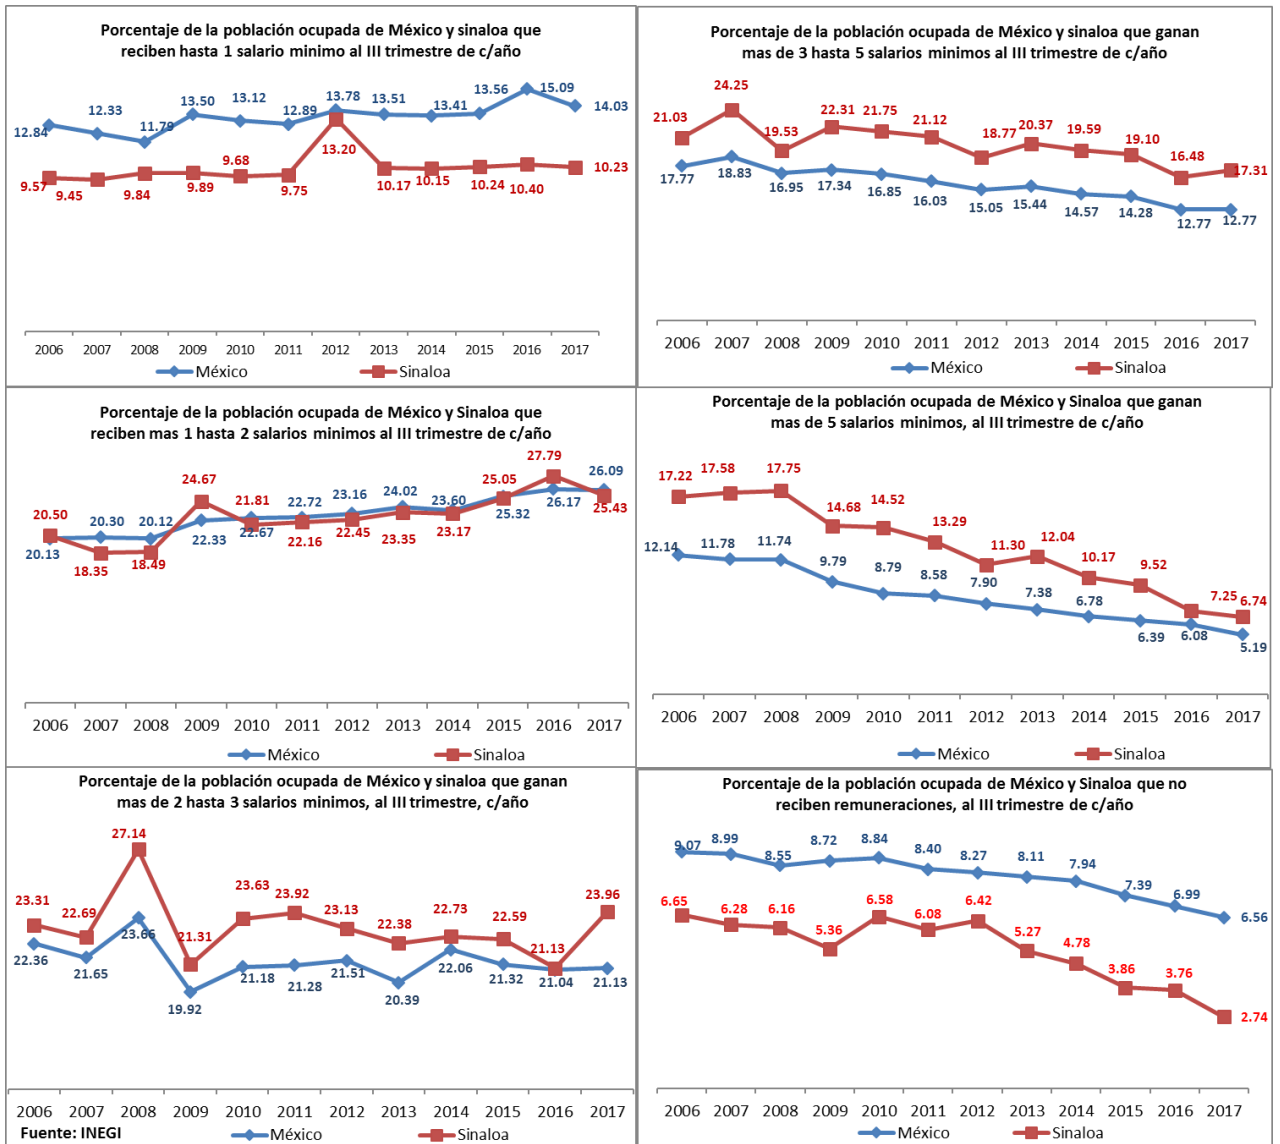 Porcentaje de la población ocupada de México y sinaloa que
reciben hasta 1 salario minimo al III trimestre de c/año
12.84 12.33 11.79 13.50 13.12 12.89 13.78 13.51 13.41 13.56 15.09 14.03
9.57 9.45 9.84 9.89 9.68 9.75 13.20 10.17 10.15 10.24 10.40 10.23
2006 2007 2008 2009 2010 2011 2012 2013 2014 2015 2016 2017
México Sinaloa
Porcentaje de la población ocupada de México y sinaloa que ganan
mas de 3 hasta 5 salarios minimos al III trimestre de c/año
21.03 24.25 19.53 22.31 21.75 21.12 18.77 20.37 19.59 19.10 16.48 17.31
17.77 18.83 16.95 17.34 16.85 16.03 15.05 15.44 14.57 14.28 12.77 12.77
2006 2007 2008 2009 2010 2011 2012 2013 2014 2015 2016 2017
México Sinaloa
Porcentaje de la población ocupada de México y Sinaloa que
reciben mas 1 hasta 2 salarios minimos al III trimestre de c/año
20.50 18.35 18.49 24.67 21.81 22.16 22.45 23.35 23.17 25.05 27.79 25.43
20.13 20.30 20.12 22.33 22.67 22.72 23.16 24.02 23.60 25.32 26.17 26.09
2006 2007 2008 2009 2010 2011 2012 2013 2014 2015 2016 2017
México Sinaloa
Porcentaje de la población ocupada de México y Sinaloa que ganan
mas de 5 salarios minimos, al III trimestre de c/año
17.22 17.58 17.75 14.68 14.52 13.29 11.30 12.04 10.17 9.52 7.25 6.74
12.14 11.78 11.74 9.79 8.79 8.58 7.90 7.38 6.78 6.39 6.08 5.19
2006 2007 2008 2009 2010 2011 2012 2013 2014 2015 2016 2017
México Sinaloa
Porcentaje de la población ocupada de México y sinaloa que ganan
mas de 2 hasta 3 salarios minimos, al III trimestre, c/año
23.31 22.69 27.14 21.31 23.63 23.92 23.13 22.38 22.73 22.59 21.13 23.96
22.36 21.65 23.66 19.92 21.18 21.28 21.51 20.39 22.06 21.32 21.04 21.13
2006 2007 2008 2009 2010 2011 2012 2013 2014 2015 2016 2017
Fuente: INEGI México Sinaloa
Porcentaje de la población ocupada de México y Sinaloa que no
reciben remuneraciones, al III trimestre de c/año
9.07 8.99 8.55 8.72 8.84 8.40 8.27 8.11 7.94 7.39 6.99 6.56
6.65 6.28 6.16 5.36 6.58 6.08 6.42 5.27 4.78 3.86 3.76 2.74
2006 2007 2008 2009 2010 2011 2012 2013 2014 2015 2016 2017
México Sinaloa